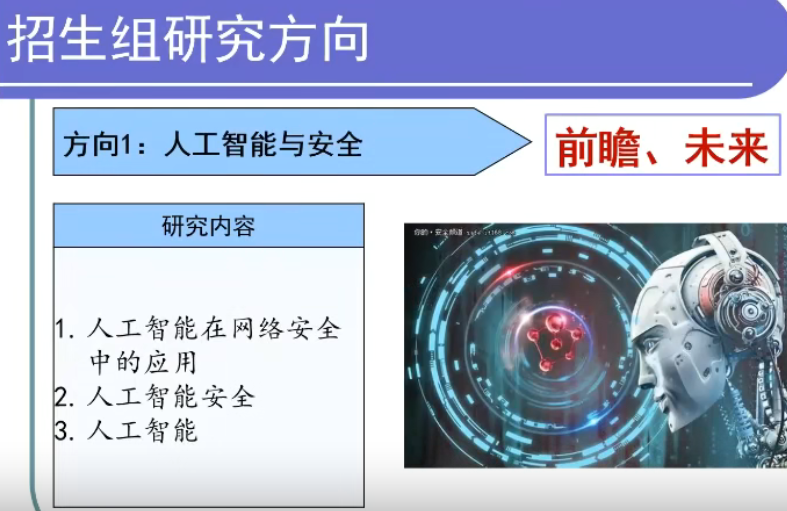 招生组研究方向
方向1：人工智能与安全
前瞻、未来
研究内容
1. 人工智能在网络安全
中的应用
2. 人工智能安全
3. 人工智能